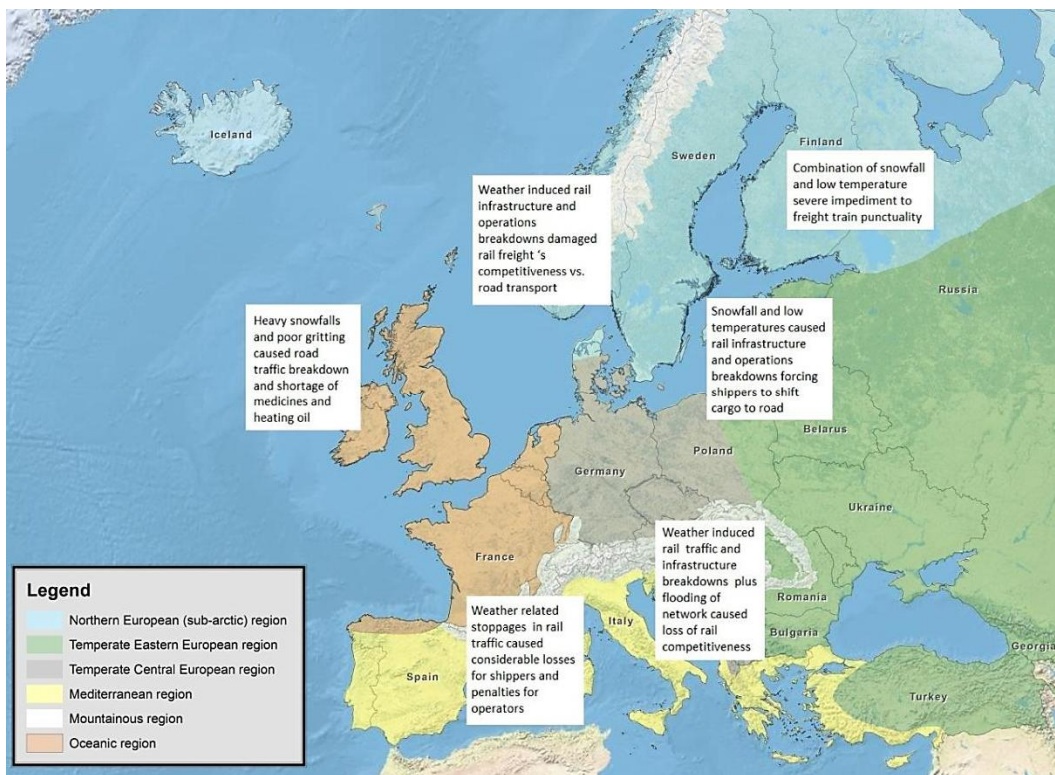 Iceland
Sweden
Finland
Combination of snowfall
and low temperature
severe impediment to
freight train punctuality
Weather induced rail
infrastructure and
operations
breakdowns damaged
rail freight ‘s
competitiveness vs.
road transport
Russia
Heavy snowfalls
and poor gritting
caused road
traffic breakdown
and shortage of
medicines and
heating oil
Snowfall and low
temperatures caused
rail infrastructure
and operations
breakdowns forcing
shippers to shift
cargo to road
Belarus
Poland
Germany
Ukraine
France
Weather induced
rail traffic and
infrastructure
breakdowns plus
flooding of
network caused
loss of rail
competitiveness
Romania
Bulgaria
Georgia
Italy
Weather related
stoppages in rail
traffic caused
considerable losses
for shippers and
penalties for
operators
Spain
Turkey
Legend
Northern European (sub-arctic) region
Temperate Eastern European region
Temperate Central European region
Mediterranean region
Mountainous region
Oceanic region